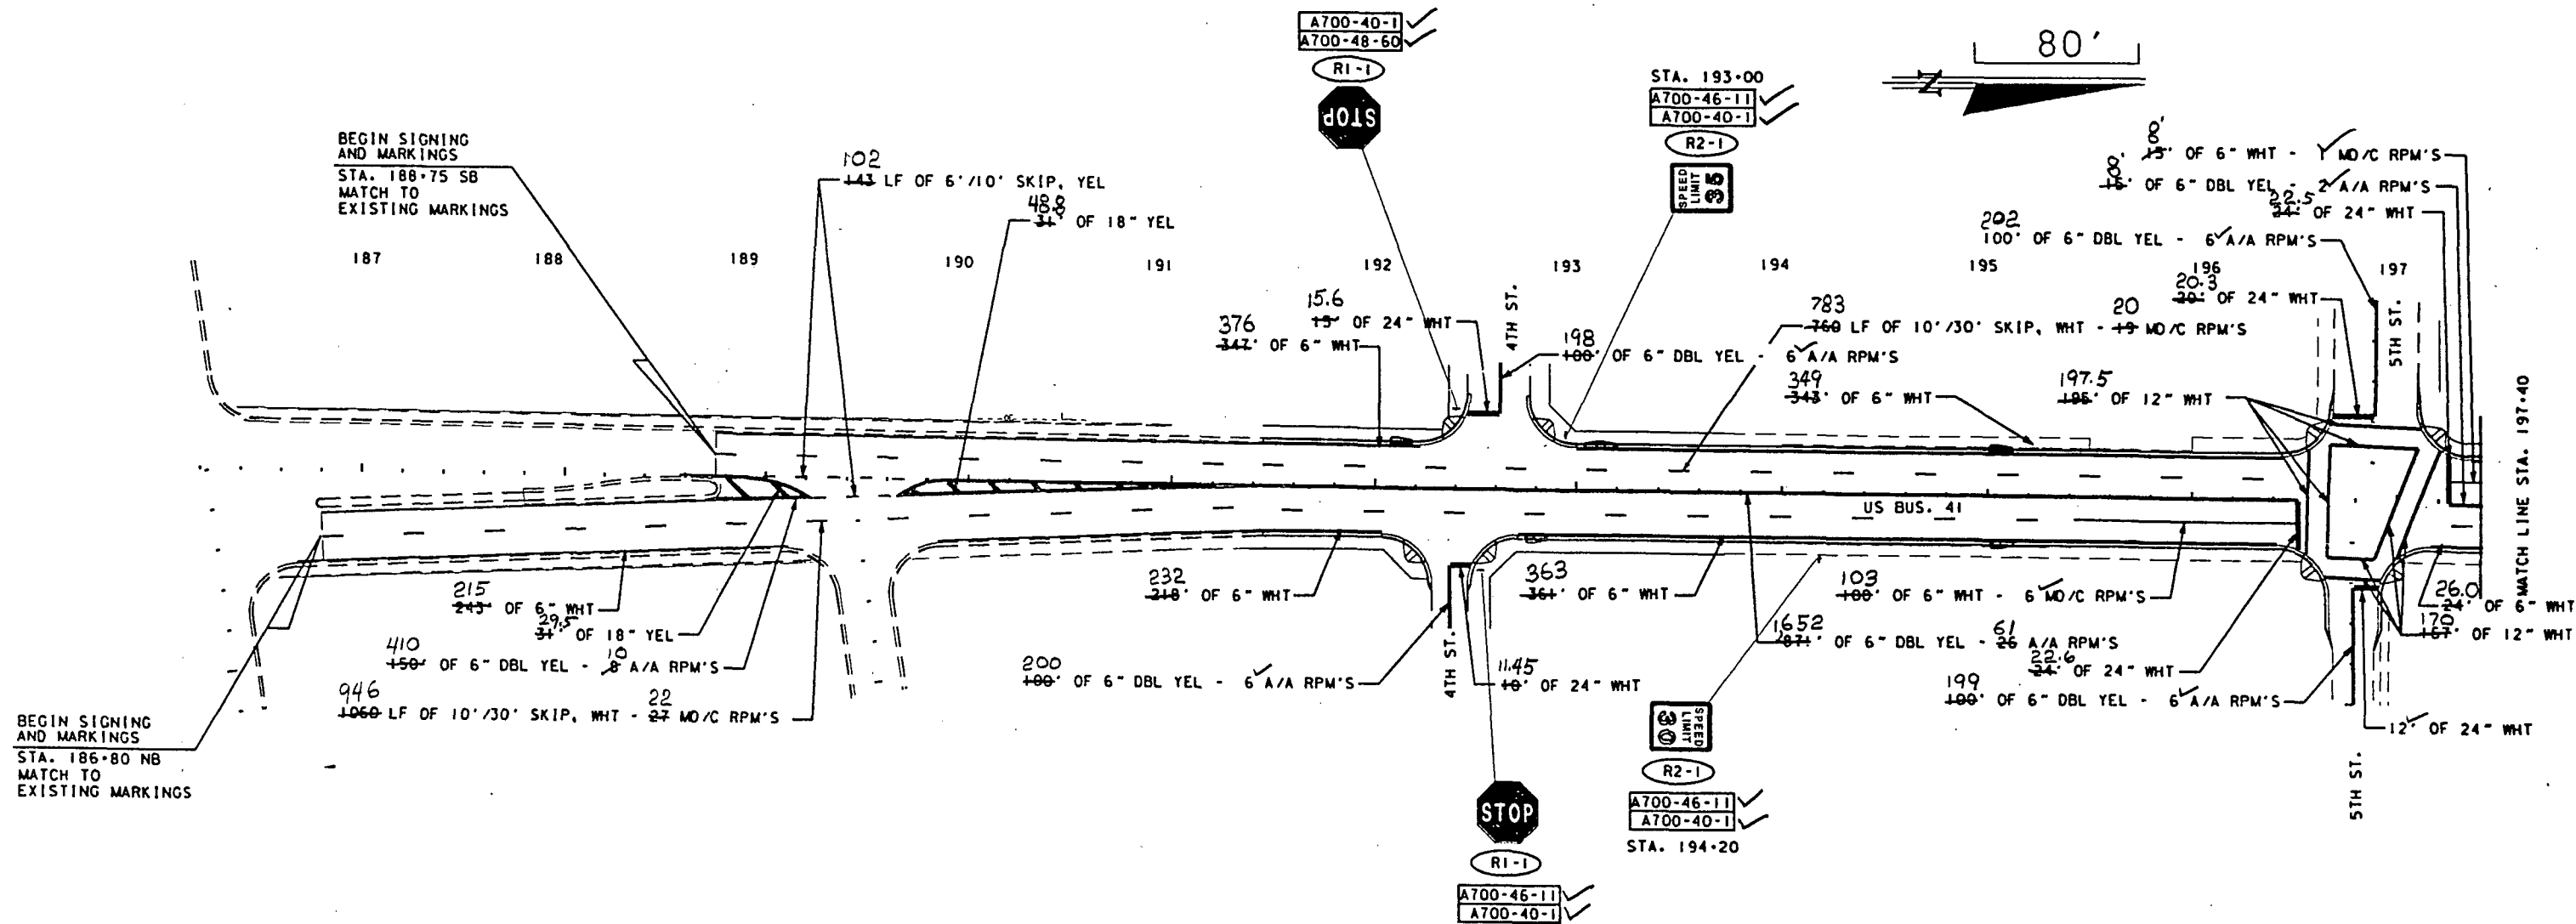 A700-40-1
A700-48-60
R1-1
STOP
80'
N
STA. 193+00
A700-46-11
A700-40-1
R2-1
SPEED
LIMIT
35
BEGIN SIGNING
AND MARKINGS
STA. 188+75 SB
MATCH TO
EXISTING MARKINGS
102
143 LF OF 6'/10' SKIP, YEL
48.8
31' OF 18" YEL
8'
15' OF 6" WHT - 1 MO/C RPM'S
16' OF 6" DBL YEL - 2 A/A RPM'S
22.5
24' OF 24" WHT
202
100' OF 6" DBL YEL - 6 A/A RPM'S
187
188
189
190
191
192
193
194
195
196
197
20.3
20' OF 24" WHT
15.6
15' OF 24" WHT
376
347' OF 6" WHT
4TH ST.
198
100' OF 6" DBL YEL - 6 A/A RPM'S
783
760 LF OF 10'/30' SKIP, WHT - 19 MO/C RPM'S
20
349
343' OF 6" WHT
197.5
195' OF 12" WHT
5TH ST.
MATCH LINE STA. 197+40
US BUS. 41
215
243' OF 6" WHT
29.5
31' OF 18" YEL
410
150' OF 6" DBL YEL - 8 A/A RPM'S
10
946
1060 LF OF 10'/30' SKIP, WHT - 27 MO/C RPM'S
22
232
218' OF 6" WHT
363
361' OF 6" WHT
103
100' OF 6" WHT - 6 MO/C RPM'S
26.0
24' OF 6" WHT
170
167' OF 12" WHT
1652
871' OF 6" DBL YEL - 26 A/A RPM'S
61
22.6
24' OF 24" WHT
200
100' OF 6" DBL YEL - 6 A/A RPM'S
4TH ST.
11.45
10' OF 24" WHT
199
100' OF 6" DBL YEL - 6 A/A RPM'S
12' OF 24" WHT
5TH ST.
BEGIN SIGNING
AND MARKINGS
STA. 186+80 NB
MATCH TO
EXISTING MARKINGS
SPEED
LIMIT
30
R2-1
A700-46-11
A700-40-1
STA. 194+20
STOP
R1-1
A700-46-11
A700-40-1